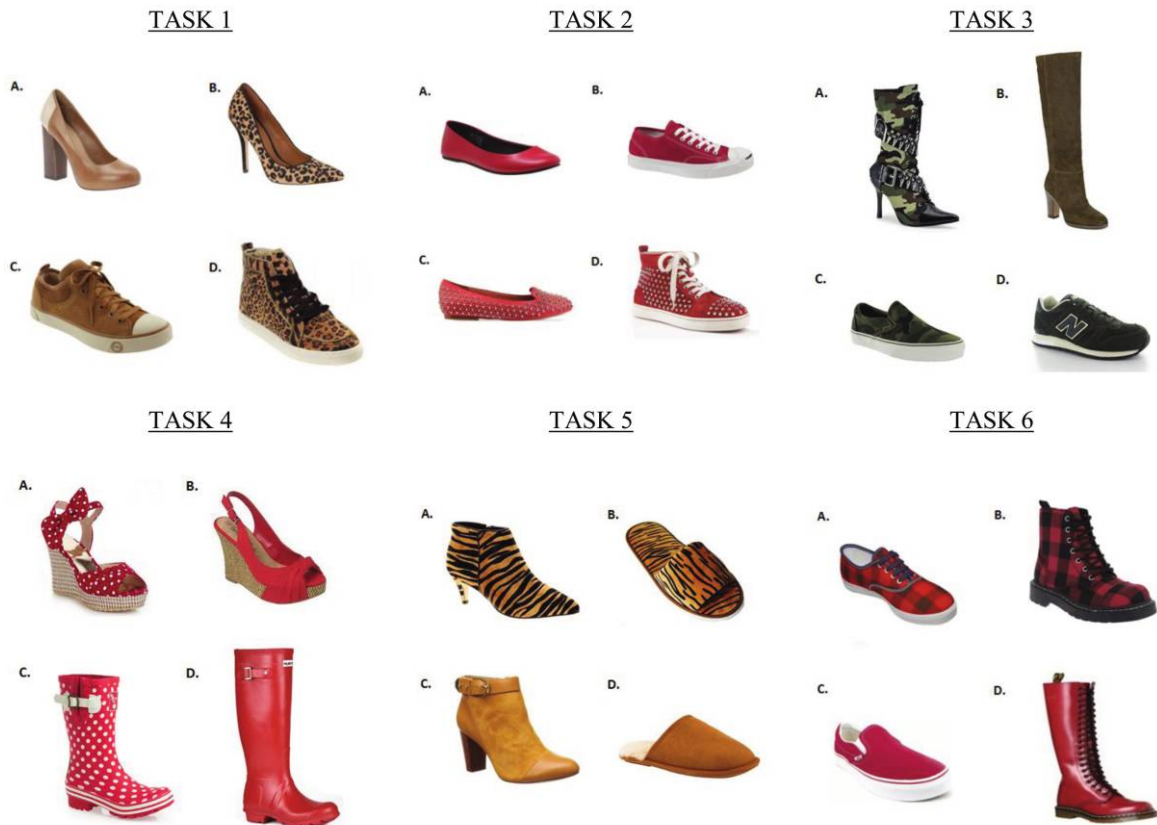 TASK 1
TASK 2
TASK 3
A.
B.
A.
B.
A.
B.
C.
D.
C.
D.
C.
D.
N
TASK 4
TASK 5
TASK 6
A.
B.
A.
B.
A.
B.
C.
D.
C.
D.
C.
D.